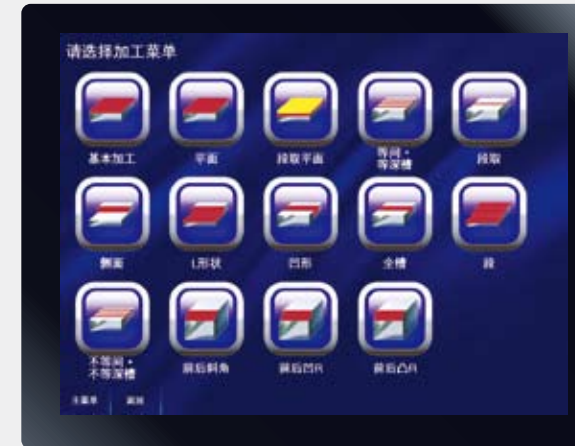 请选择加工菜单
基本加工
平面
段取平面
等间·
等深槽
段取
侧面
L形状
凹形
全槽
段
不等间·
不等深槽
前后斜角
前后凹R
前后凸R
主菜单
返回